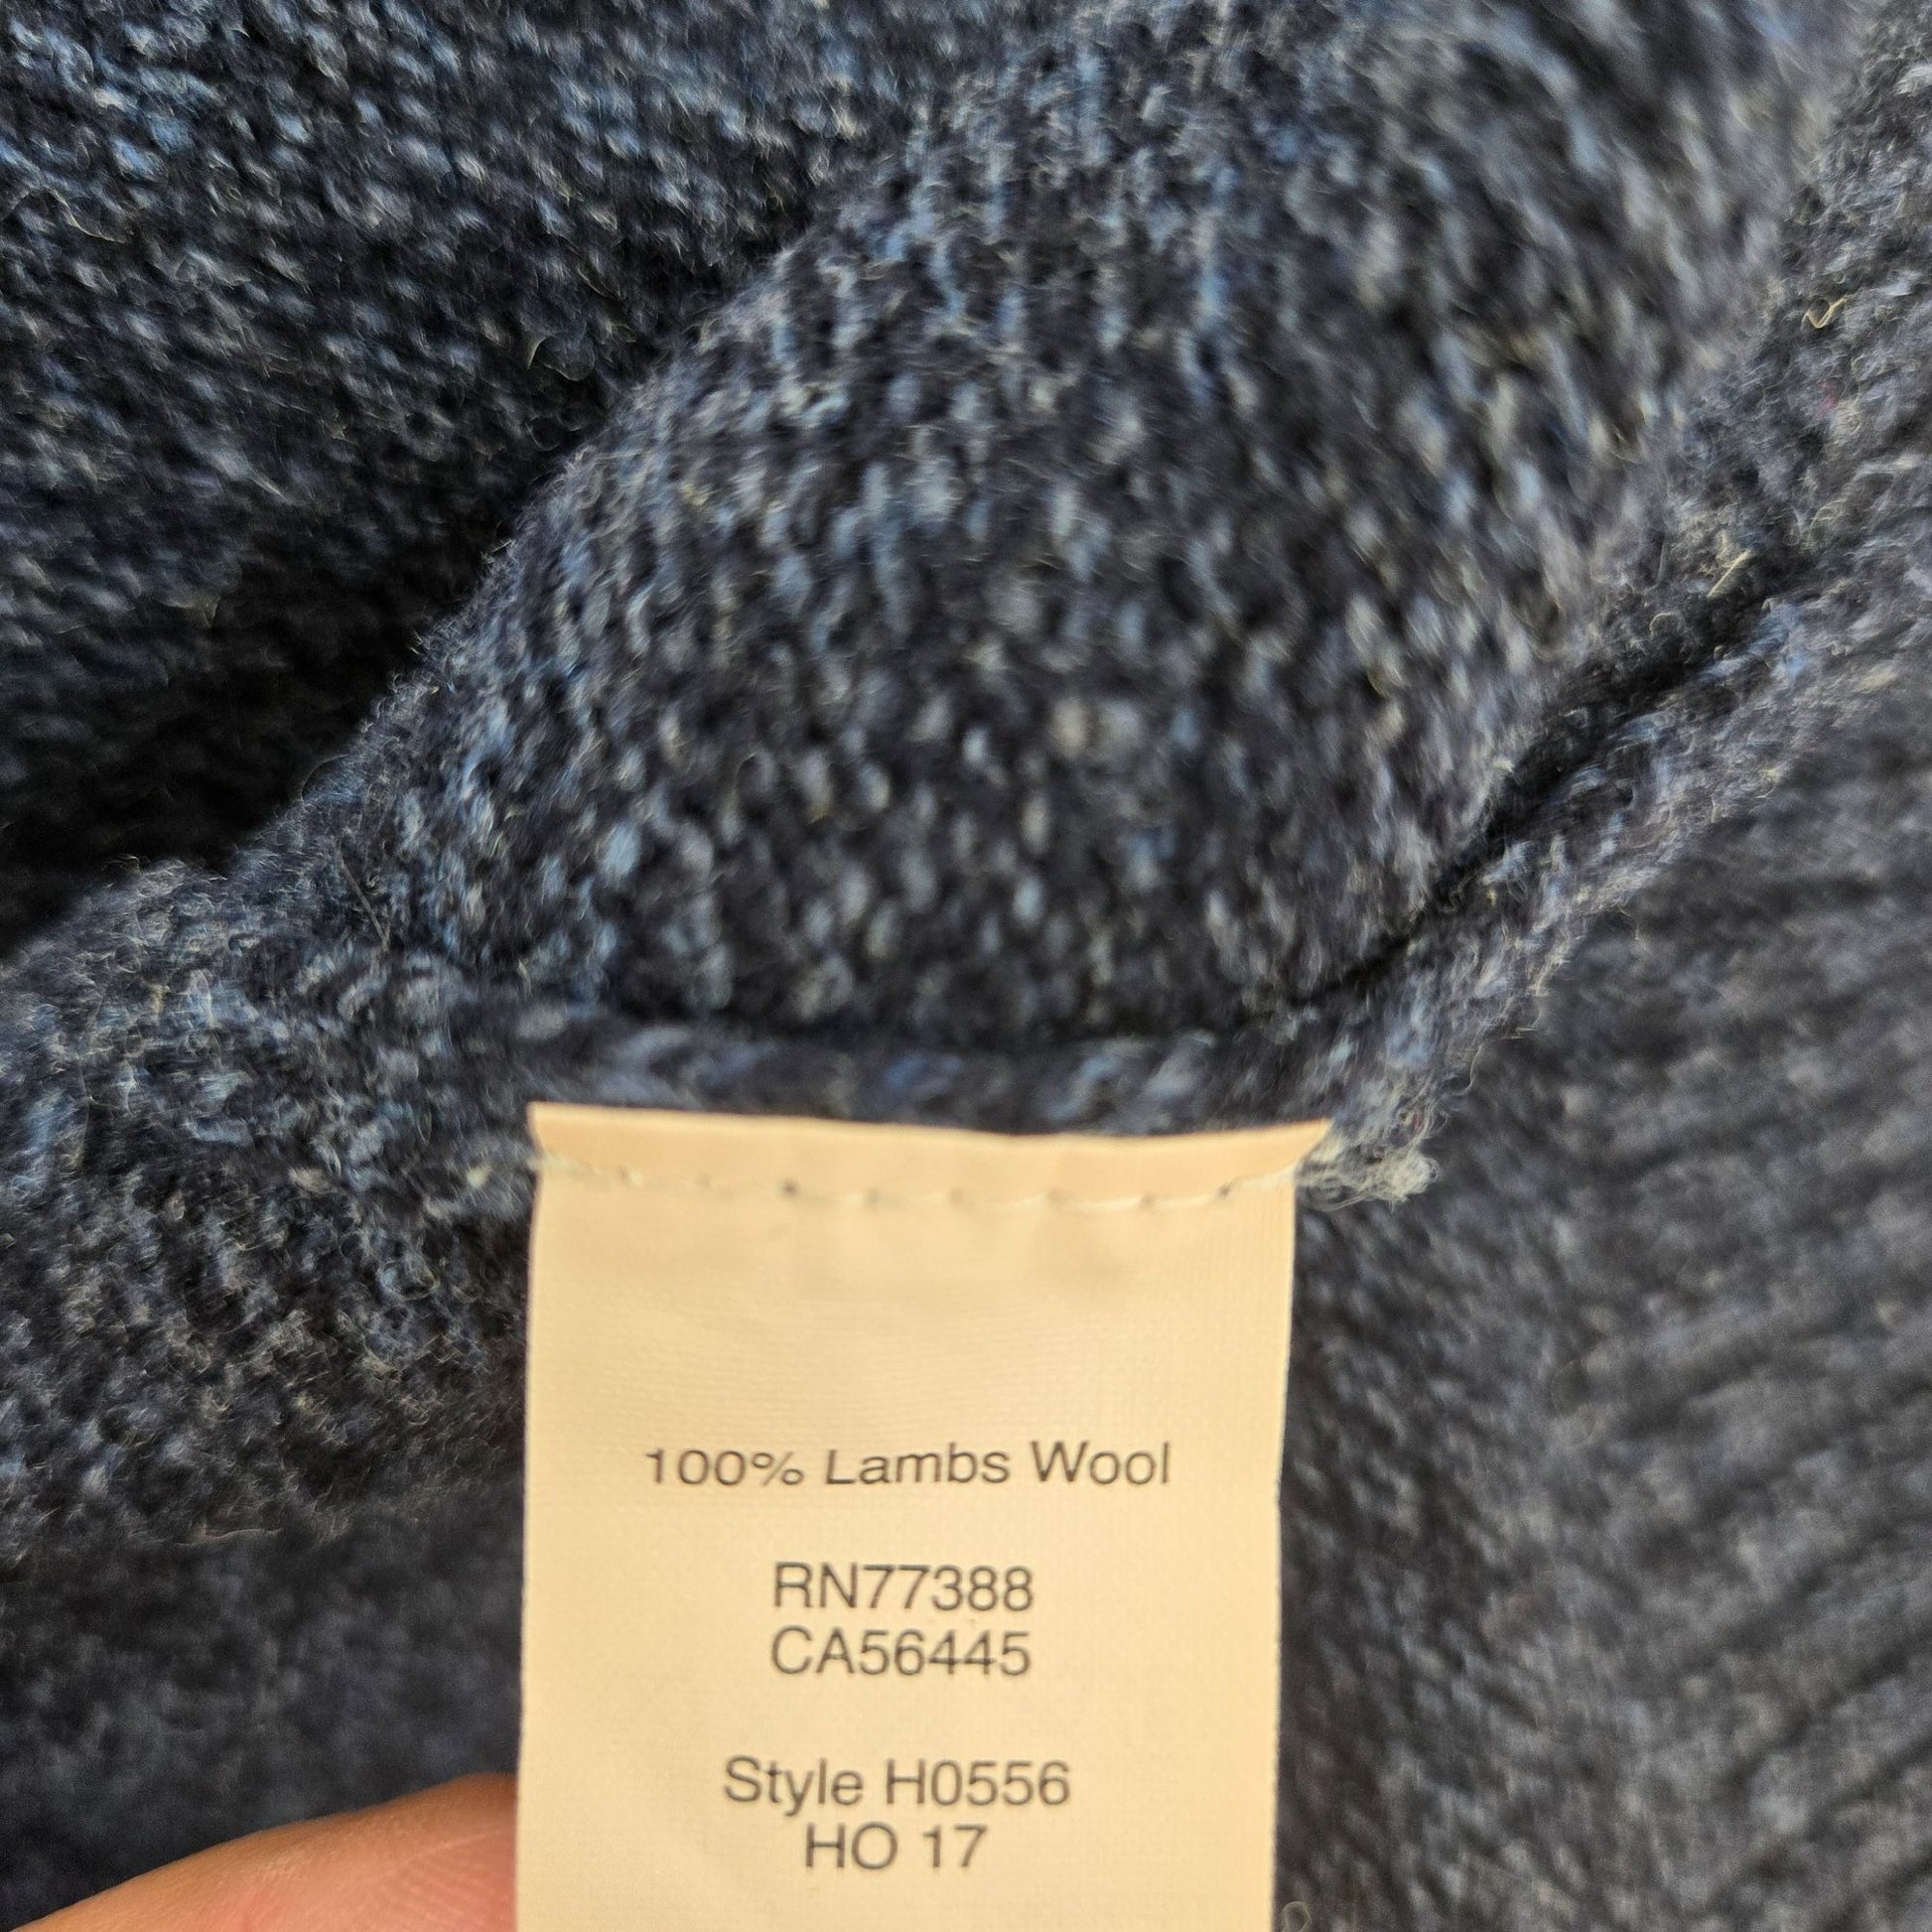 100% Lambs Wool
RN77388
CA56445
Style H0556
HO 17